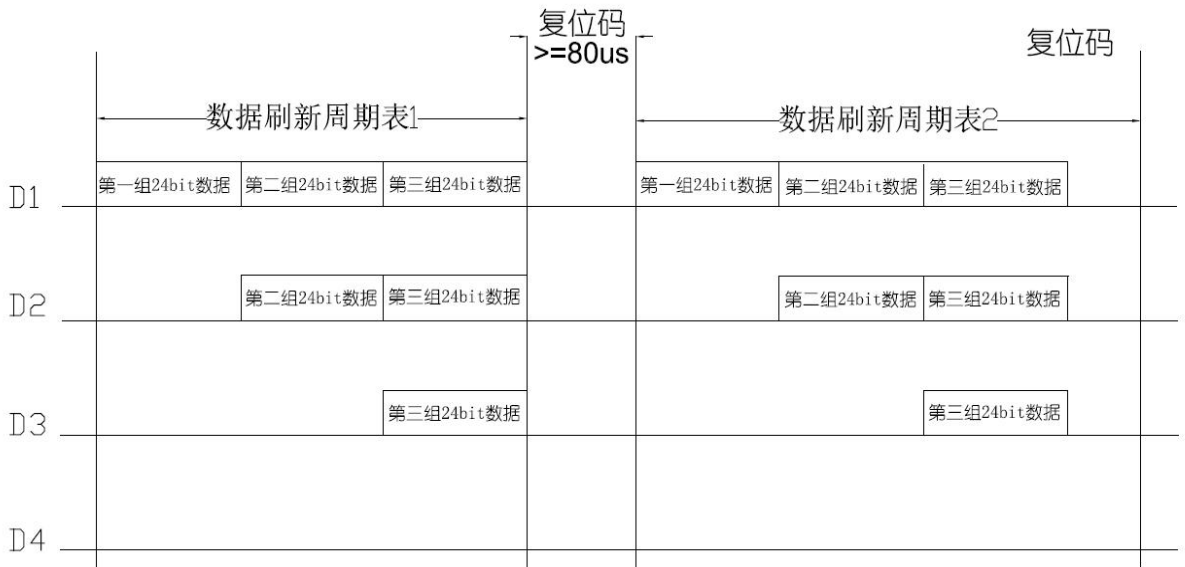 复位码
>=80us
复位码
数据刷新周期表1
数据刷新周期表2
D1 第一组24bit数据 第二组24bit数据 第三组24bit数据 第一组24bit数据 第二组24bit数据 第三组24bit数据
D2 第二组24bit数据 第三组24bit数据 第二组24bit数据 第三组24bit数据
D3 第三组24bit数据 第三组24bit数据
D4